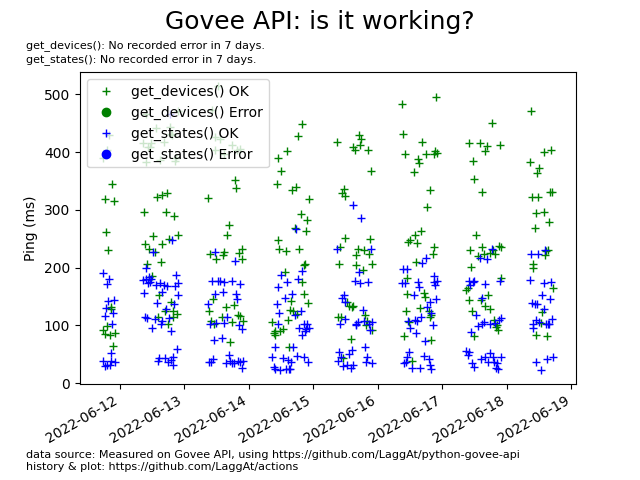 Govee API: is it working?
get_devices(): No recorded error in 7 days.
get_states(): No recorded error in 7 days.
get_devices() OK
get_devices() Error
get_states() OK
get_states() Error
Ping (ms)
500
400
300
200
100
0
2022-06-12
2022-06-13
2022-06-14
2022-06-15
2022-06-16
2022-06-17
2022-06-18
2022-06-19
data source: Measured on Govee API, using https://github.com/LaggAt/python-govee-api
history & plot: https://github.com/LaggAt/actions